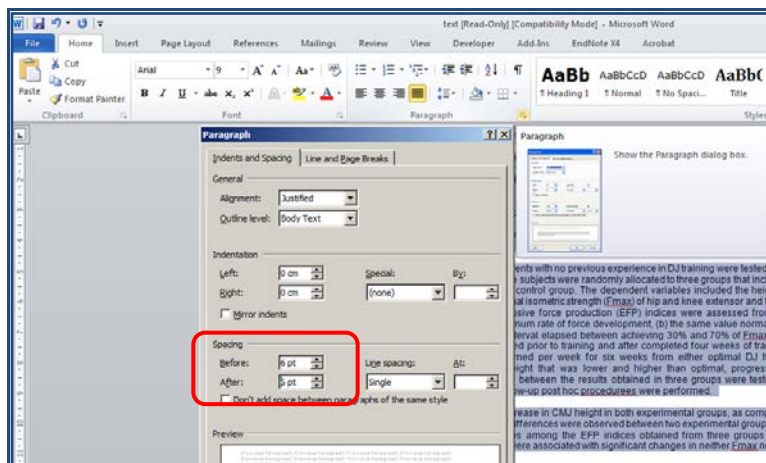 text [Read-Only] [Compatibility Mode] - Microsoft Word
File Home Insert Page Layout References Mailings Review View Developer Add-Ins EndNote X4 Acrobat
Paste
Cut
Copy
Format Painter
Clipboard
Arial 9
Font
Paragraph
AaBb AaBbCcD AaBbCcD AaBb(
¶ Heading 1 ¶ Normal ¶ No Spaci... Title
Styles
Paragraph
Indents and Spacing Line and Page Breaks
General
Alignment: Justified
Outline level: Body Text
Indentation
Left: 0 cm Special: By:
Right: 0 cm (none)
Mirror indents
Spacing
Before: 6 pt Line spacing: At:
After: 6 pt Single
Don't add space between paragraphs of the same style
Preview
Paragraph
Show the Paragraph dialog box.
ents with no previous experience in DJ training were tested
subjects were randomly allocated to three groups that incl
control group. The dependent variables included the hei
al isometric strength (Fmax) of hip and knee extensor and
sive force production (EFP) indices were assessed from
num rate of force development, (b) the same value norma
terval elapsed between achieving 30% and 70% of Fmax
ed prior to training and after completed four weeks of tra
med per week for six weeks from either optimal DJ h
ight that was lower and higher than optimal, progres
between the results obtained in three groups were teste
ow-up post hoc procedurees were performed.
rease in CMJ height in both experimental groups, as comp
ifferences were observed between two experimental group
s among the EFP indices obtained from three groups
ere associated with significant changes in neither Fmax no